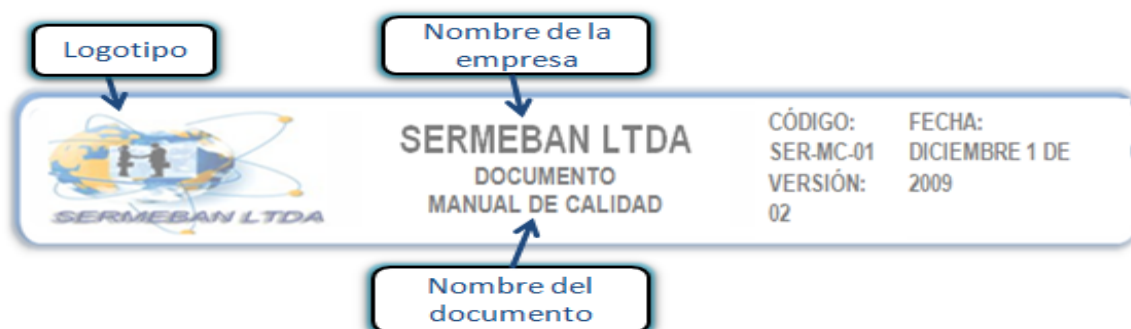 Logotipo
Nombre de la
empresa
SERMEBAN LTDA
SERMEBAN LTDA
DOCUMENTO
MANUAL DE CALIDAD
CÓDIGO:
SER-MC-01
VERSIÓN:
02
FECHA:
DICIEMBRE 1 DE
2009
Nombre del
documento